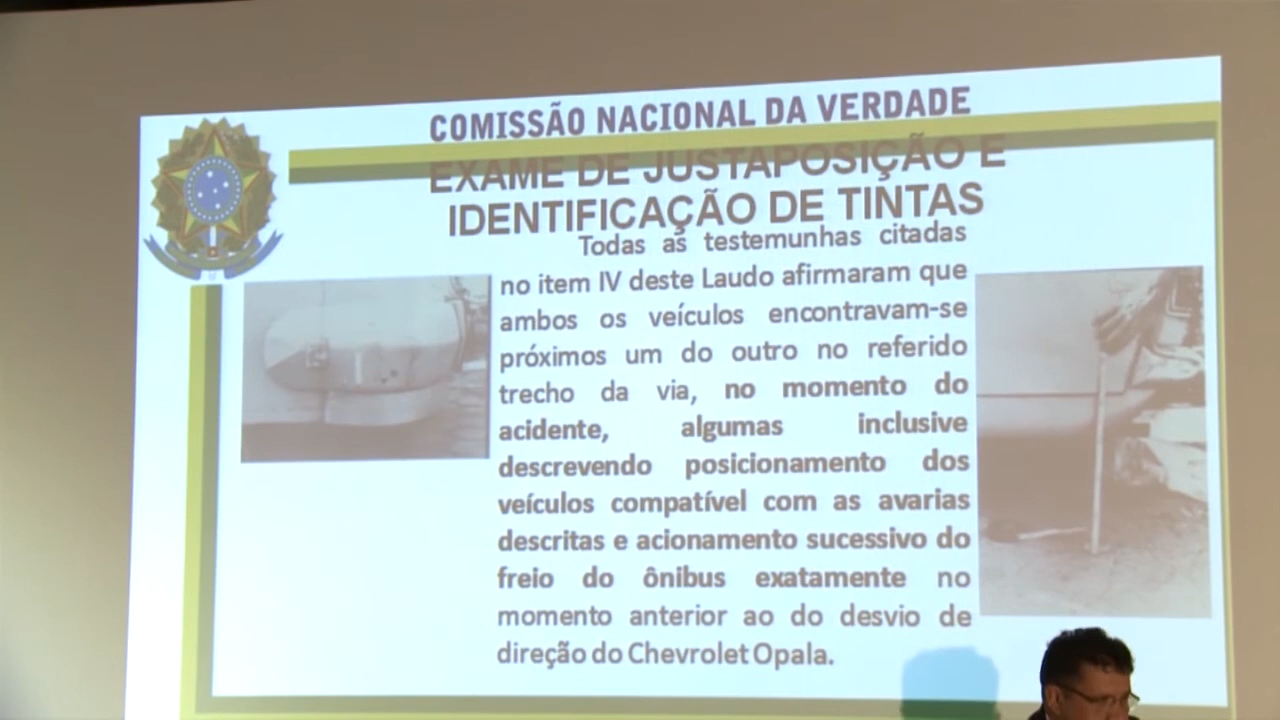 COMISSÃO NACIONAL DA VERDADE
EXAME DE JUSTAPOSIÇÃO E
IDENTIFICAÇÃO DE TINTAS
Todas as testemunhas citadas
no item IV deste Laudo afirmaram que
ambos os veículos encontravam-se
próximos um do outro no referido
trecho da via, no momento do
acidente, algumas inclusive
descrevendo posicionamento dos
veículos compatível com as avarias
descritas e acionamento sucessivo do
freio do ônibus exatamente no
momento anterior ao do desvio de
direção do Chevrolet Opala.